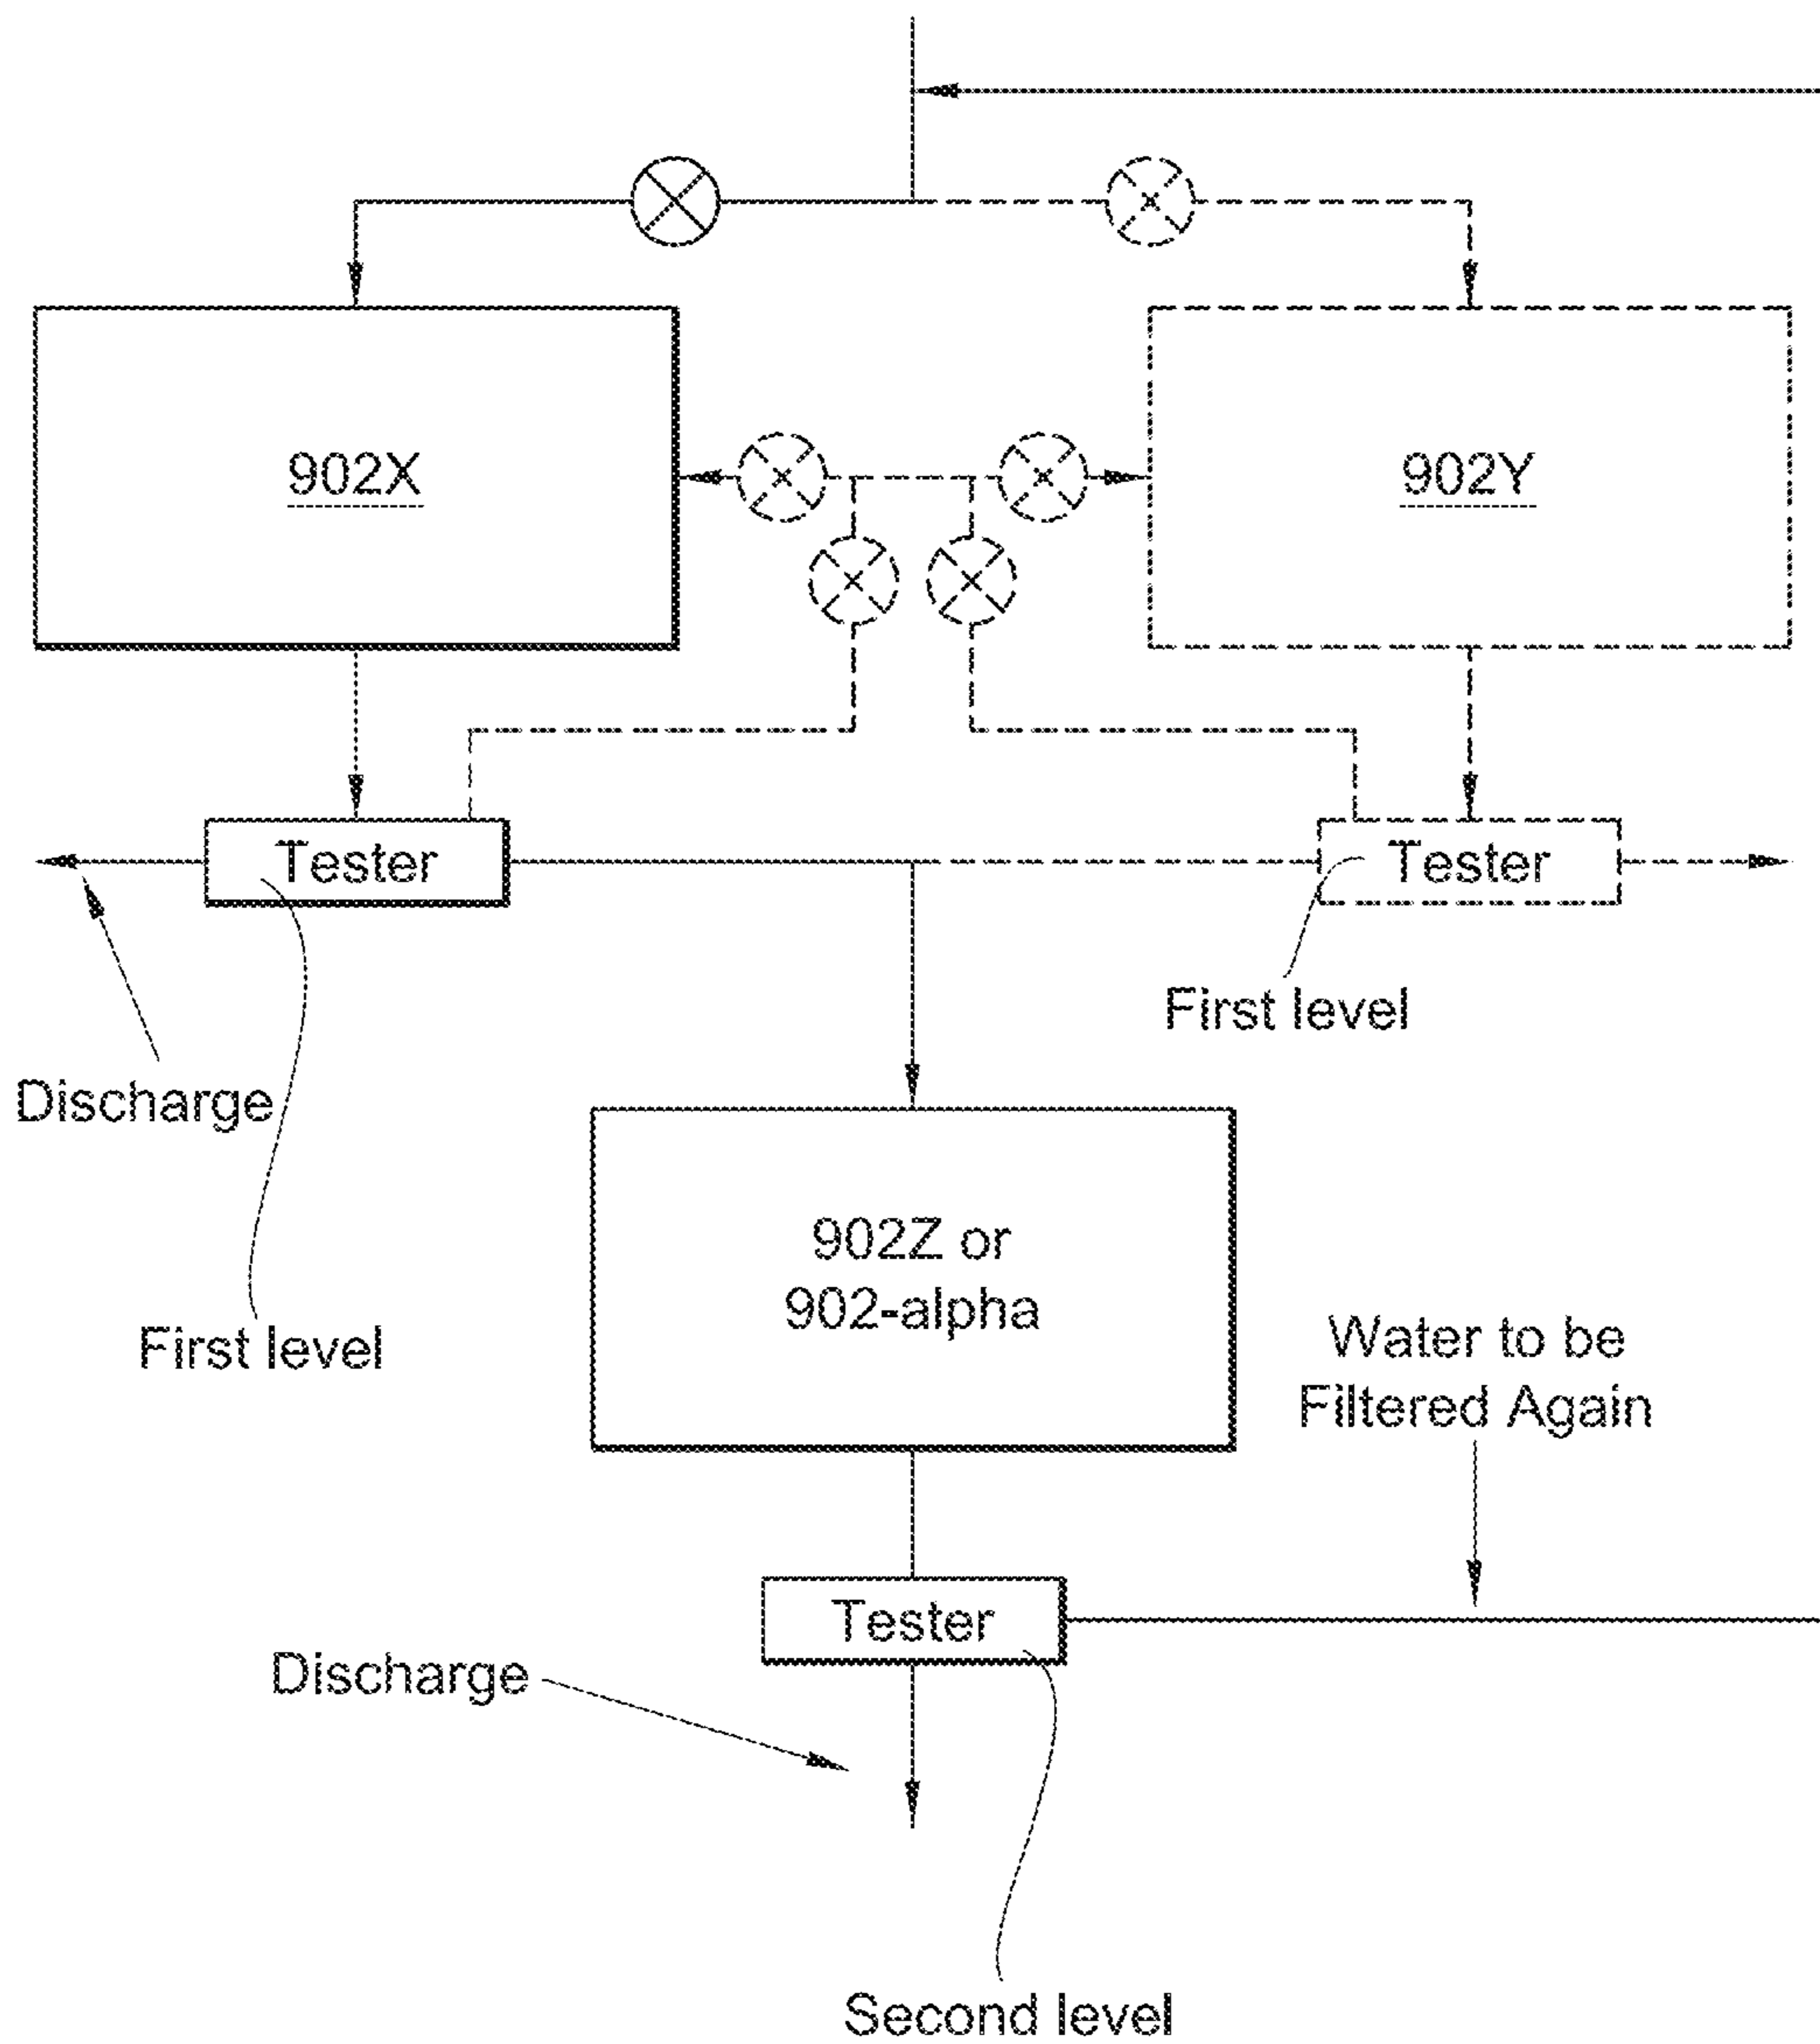 902X
902Y
Tester
Tester
First level
Discharge
902Z or
902-alpha
First level
Water to be
Filtered Again
Tester
Discharge
Second level